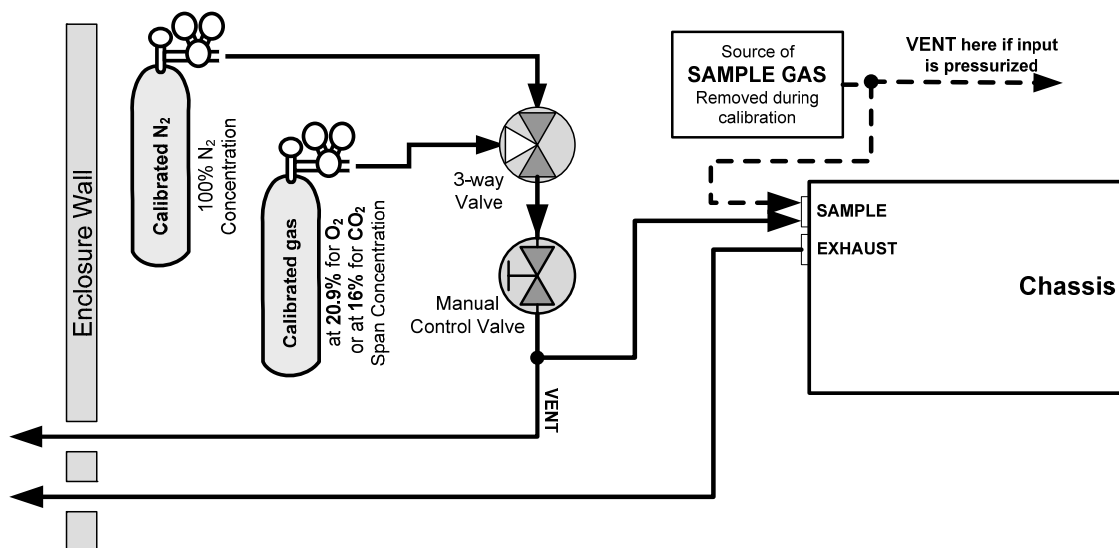 Enclosure Wall
Calibrated N₂
100% N₂
Concentration
Calibrated gas
at 20.9% for O₂
or at 16% for CO₂
Span Concentration
3-way
Valve
Manual
Control Valve
VENT
Source of
SAMPLE GAS
Removed during
calibration
VENT here if input
is pressurized
SAMPLE
EXHAUST
Chassis